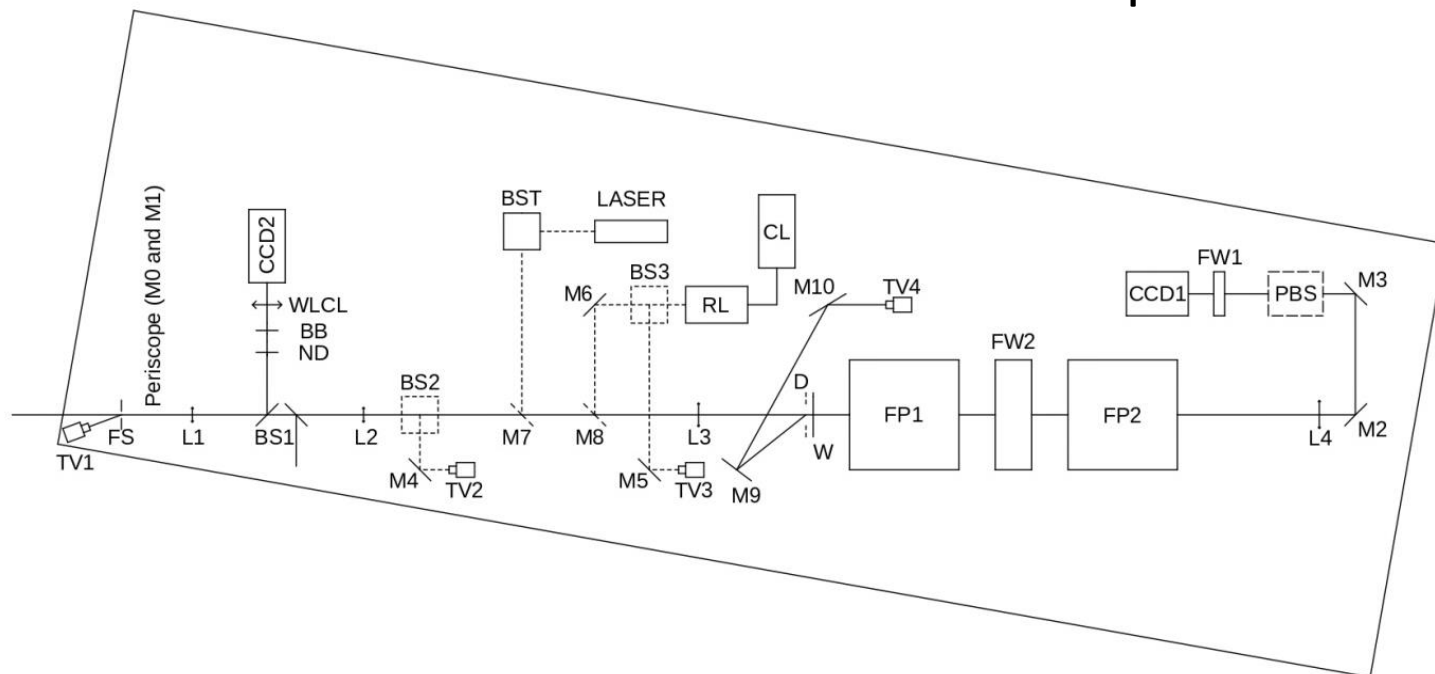 Periscope (M0 and M1)
CCD2
WLCL
BB
ND
BST
LASER
CL
BS3
M6
RL
M10
TV4
FW1
CCD1
PBS
M3
FW2
BS2
D
FP1
FP2
FS
L1
BS1
L2
M7
M8
L3
W
L4
M2
TV1
M4
TV2
M5
TV3
M9